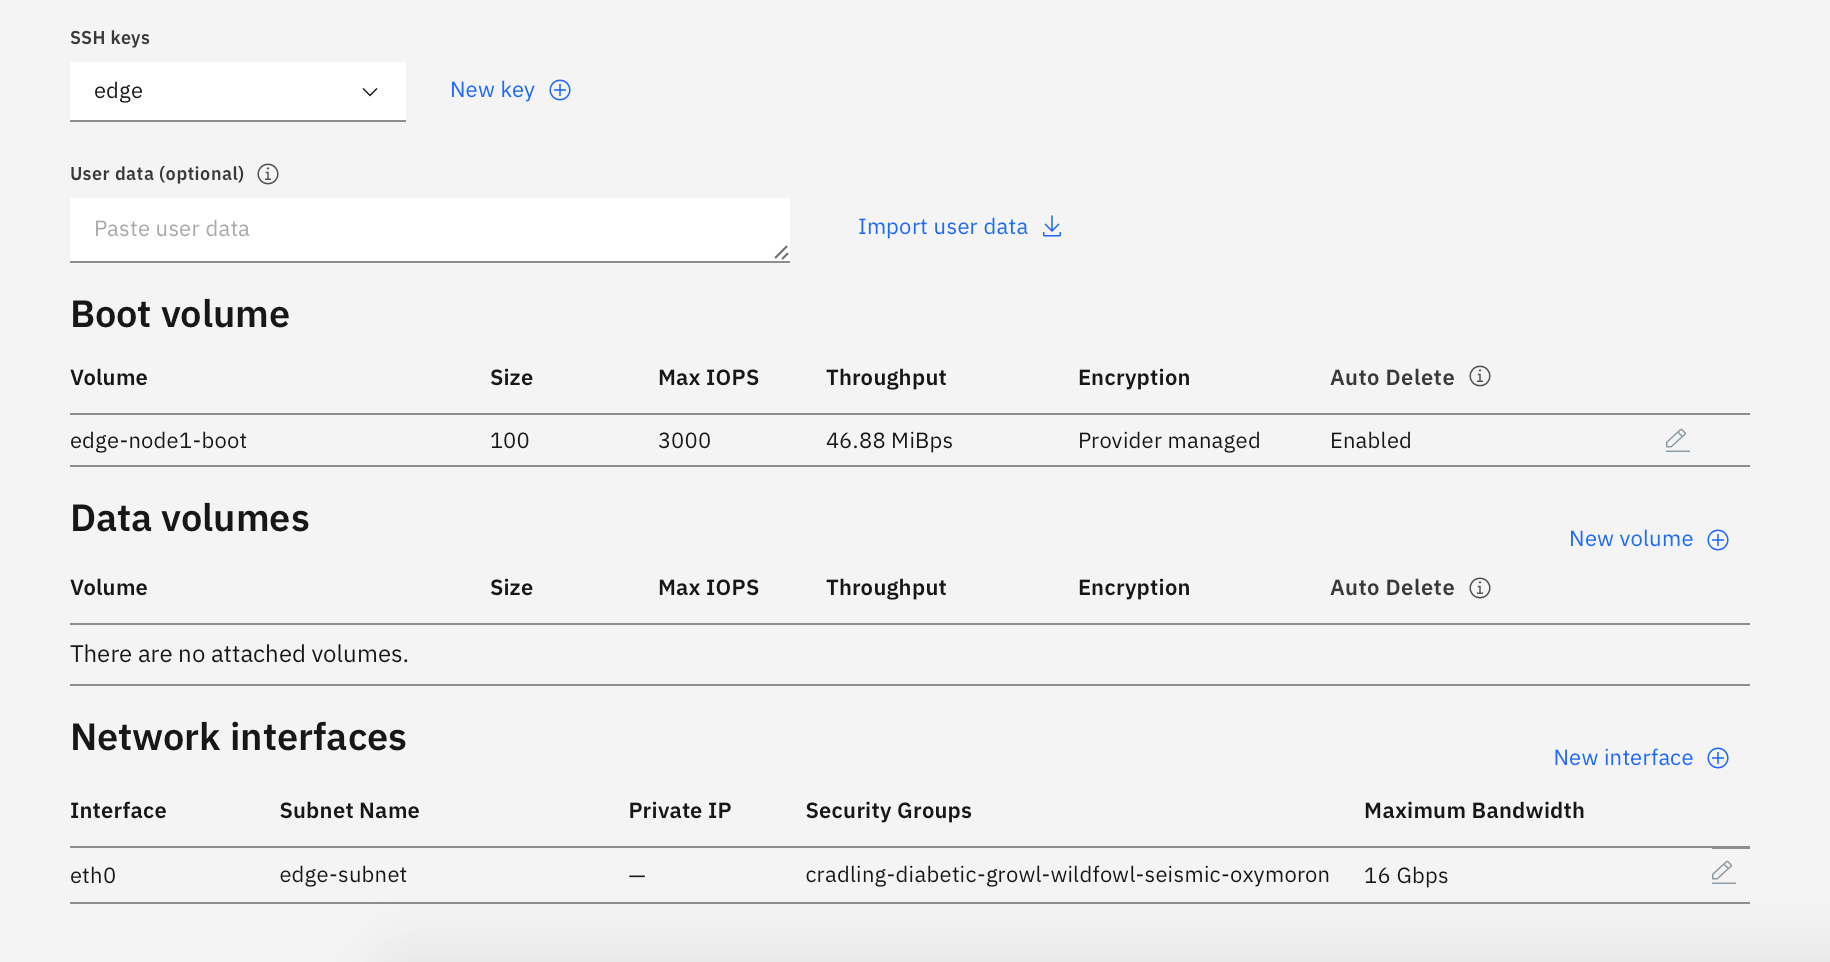 SSH keys
edge
New key
User data (optional)
Paste user data
Import user data
Boot volume
Volume Size Max IOPS Throughput Encryption Auto Delete
edge-node1-boot 100 3000 46.88 MiBps Provider managed Enabled
Data volumes
New volume
Volume Size Max IOPS Throughput Encryption Auto Delete
There are no attached volumes.
Network interfaces
New interface
Interface Subnet Name Private IP Security Groups Maximum Bandwidth
eth0 edge-subnet — cradling-diabetic-growl-wildfowl-seismic-oxymoron 16 Gbps